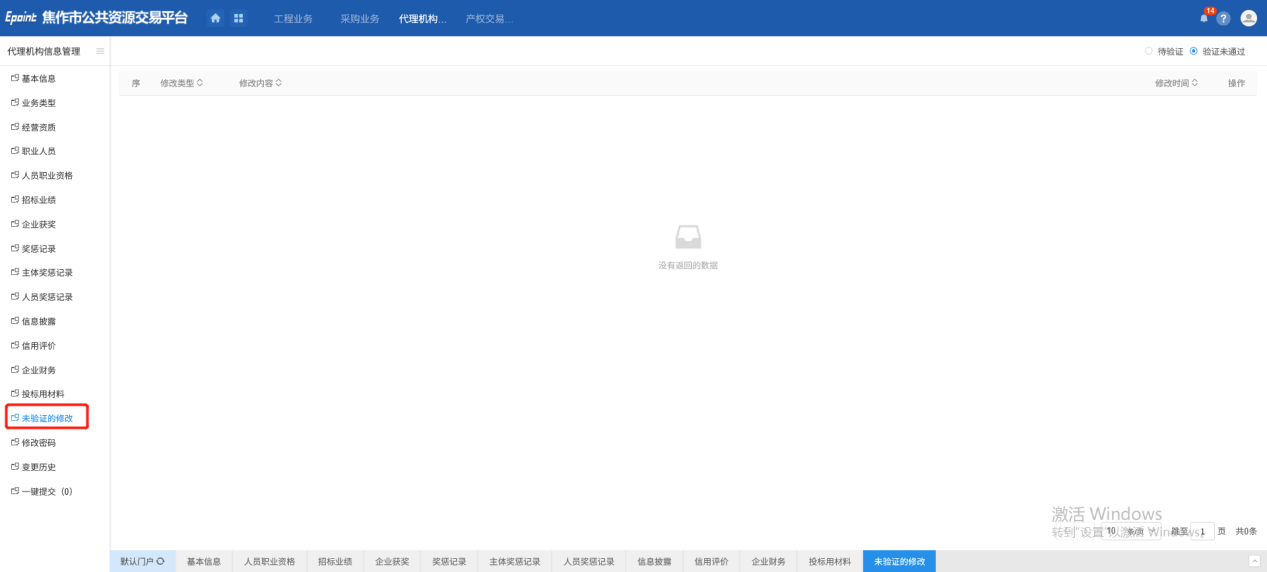 Epoint 焦作市公共资源交易平台 工程业务 采购业务 代理机构... 产权交易... 14 ?
代理机构信息管理
待验证 验证未通过
序 修改类型 修改内容 修改时间 操作
基本信息
业务类型
经营资质
职业人员
人员职业资格
招标业绩
企业获奖
奖惩记录
主体奖惩记录
人员奖惩记录
信息披露
信用评价
企业财务
投标用材料
未验证的修改
修改密码
变更历史
一键提交（0）
没有返回的数据
激活 Windows
转到"设置"以激活 Windows。
10 条/页 跳至 1 页 共0条
默认门户 基本信息 人员职业资格 招标业绩 企业获奖 奖惩记录 主体奖惩记录 人员奖惩记录 信息披露 信用评价 企业财务 投标用材料 未验证的修改